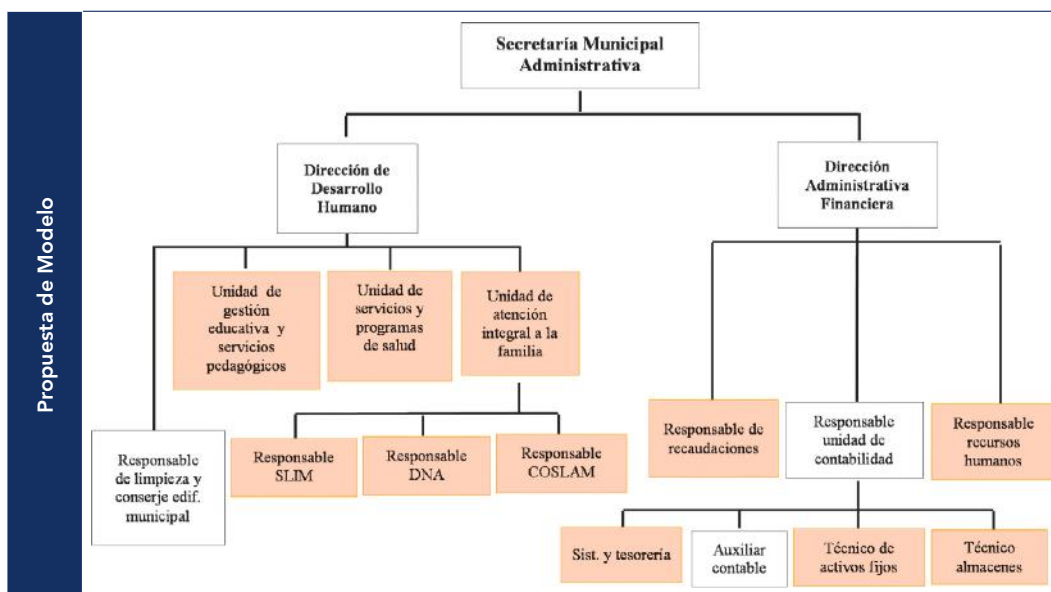 Propuesta de Modelo
Secretaría Municipal
Administrativa
Dirección de
Desarrollo
Humano
Dirección
Administrativa
Financiera
Unidad de
gestión
educativa y
servicios
pedagógicos
Unidad de
servicios y
programas
de salud
Unidad de
atención
integral a la
familia
Responsable
de limpieza y
conserje edif.
municipal
Responsable
SLIM
Responsable
DNA
Responsable
COSLAM
Responsable de
recaudaciones
Responsable
unidad de
contabilidad
Responsable
recursos
humanos
Sist. y tesorería
Auxiliar
contable
Técnico de
activos fijos
Técnico
almacenes